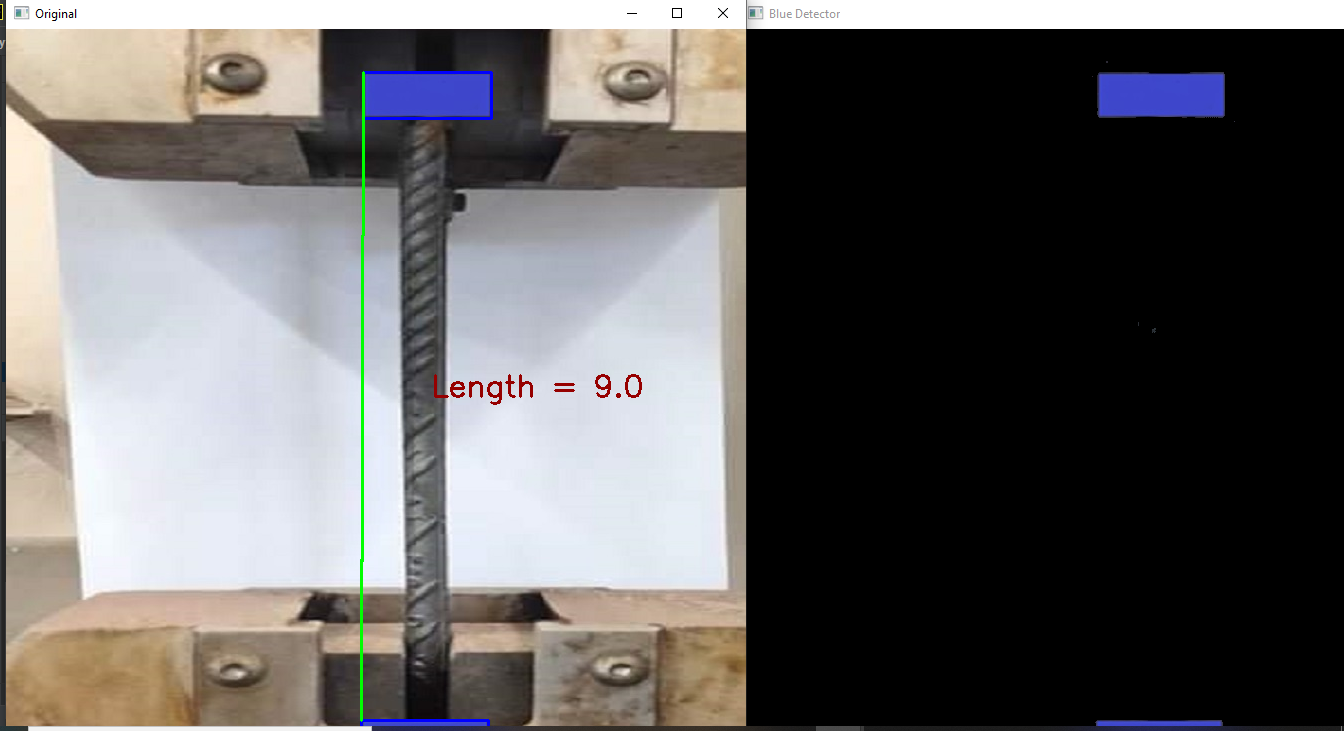 Original
Blue Detector
Length = 9.0